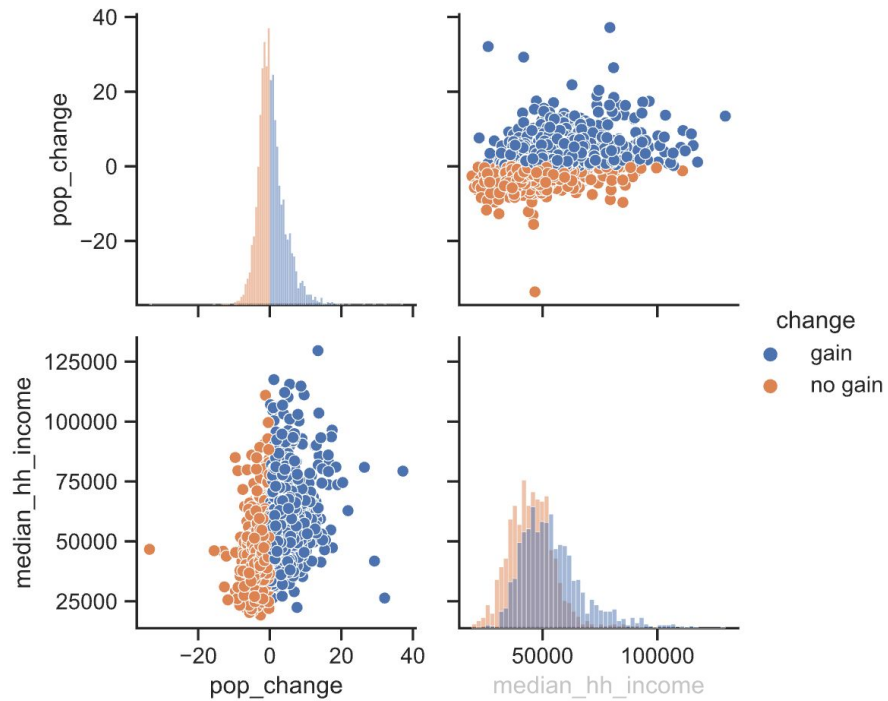 40
20
0
−20
pop_change
125000
100000
75000
50000
25000
median_hh_income
−20 0 20 40
pop_change
50000 100000
median_hh_income
change
gain
no gain